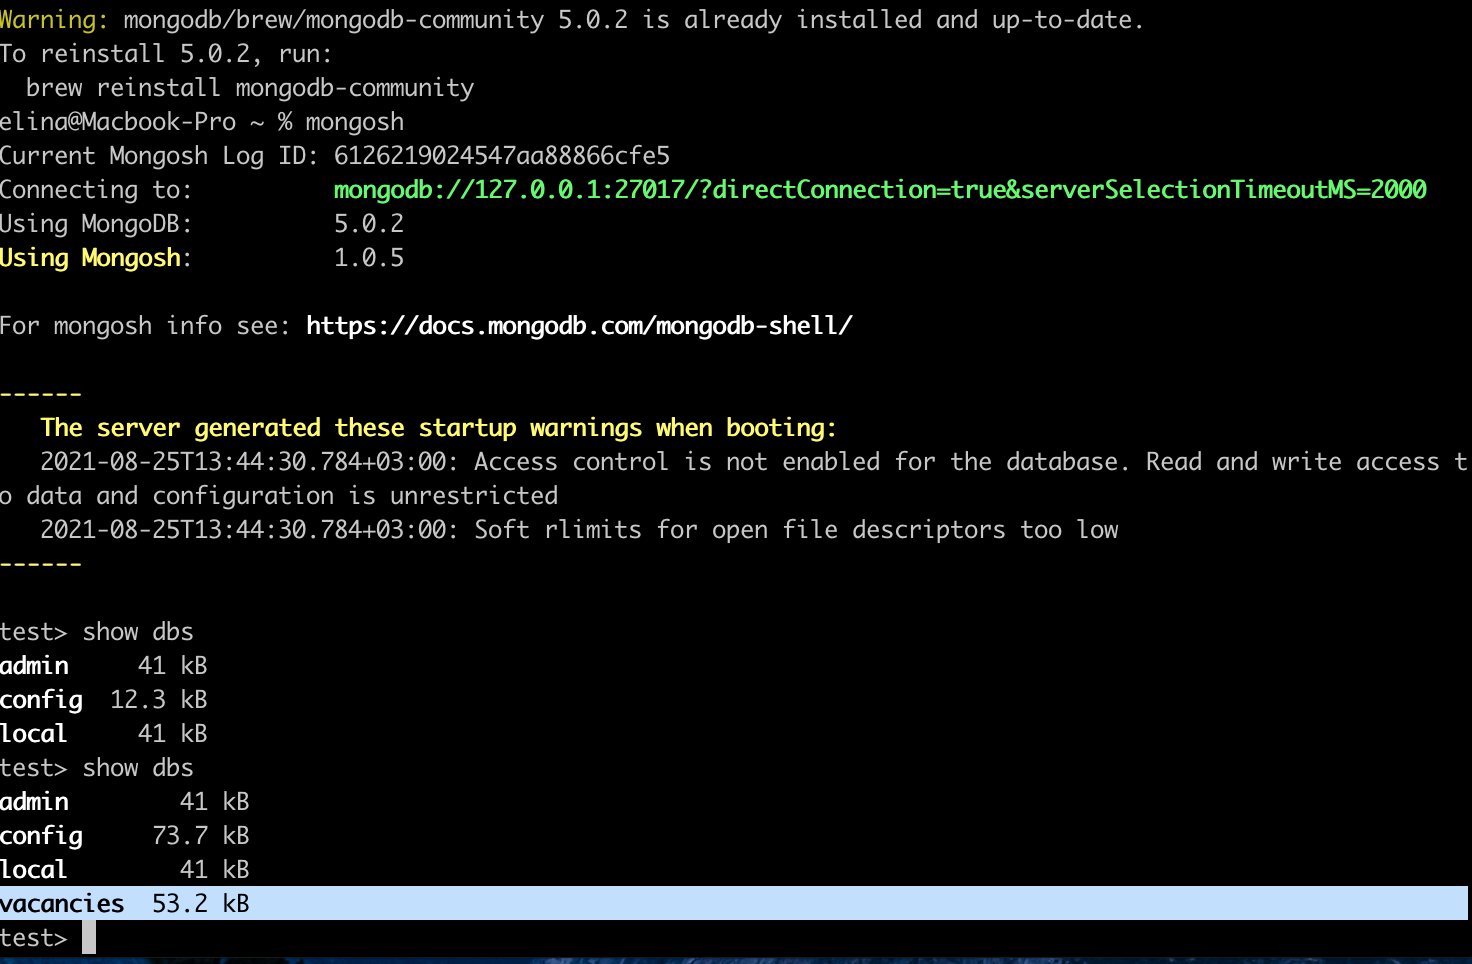 Warning: mongodb/brew/mongodb-community 5.0.2 is already installed and up-to-date.
To reinstall 5.0.2, run:
  brew reinstall mongodb-community
elina@Macbook-Pro ~ % mongosh
Current Mongosh Log ID: 6126219024547aa88866cfe5
Connecting to:          mongodb://127.0.0.1:27017/?directConnection=true&serverSelectionTimeoutMS=2000
Using MongoDB:          5.0.2
Using Mongosh:          1.0.5
For mongosh info see: https://docs.mongodb.com/mongodb-shell/
------
   The server generated these startup warnings when booting:
   2021-08-25T13:44:30.784+03:00: Access control is not enabled for the database. Read and write access t
o data and configuration is unrestricted
   2021-08-25T13:44:30.784+03:00: Soft rlimits for open file descriptors too low
------
test> show dbs
admin     41 kB
config  12.3 kB
local     41 kB
test> show dbs
admin        41 kB
config     73.7 kB
local        41 kB
vacancies  53.2 kB
test>